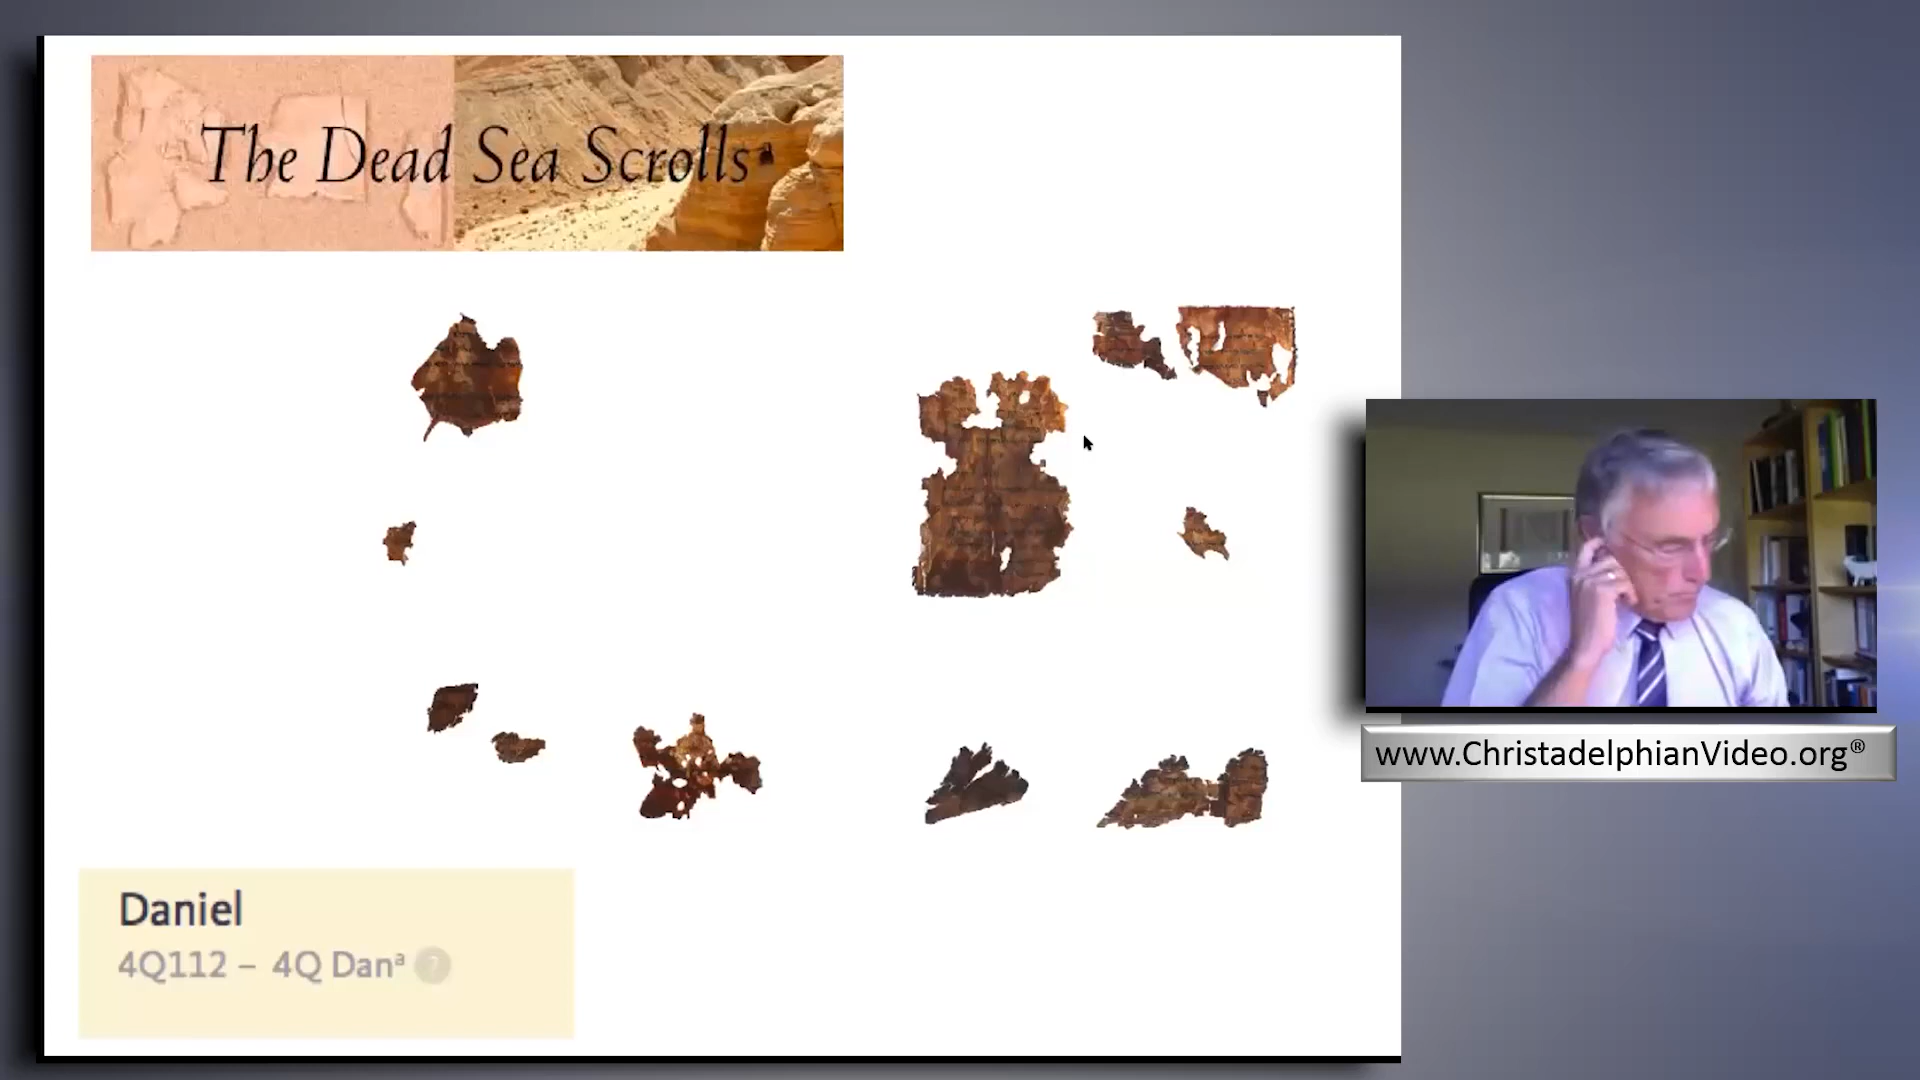 The Dead Sea Scrolls
Daniel
4Q112 – 4Q Danᵃ ?
www.ChristadelphianVideo.org®